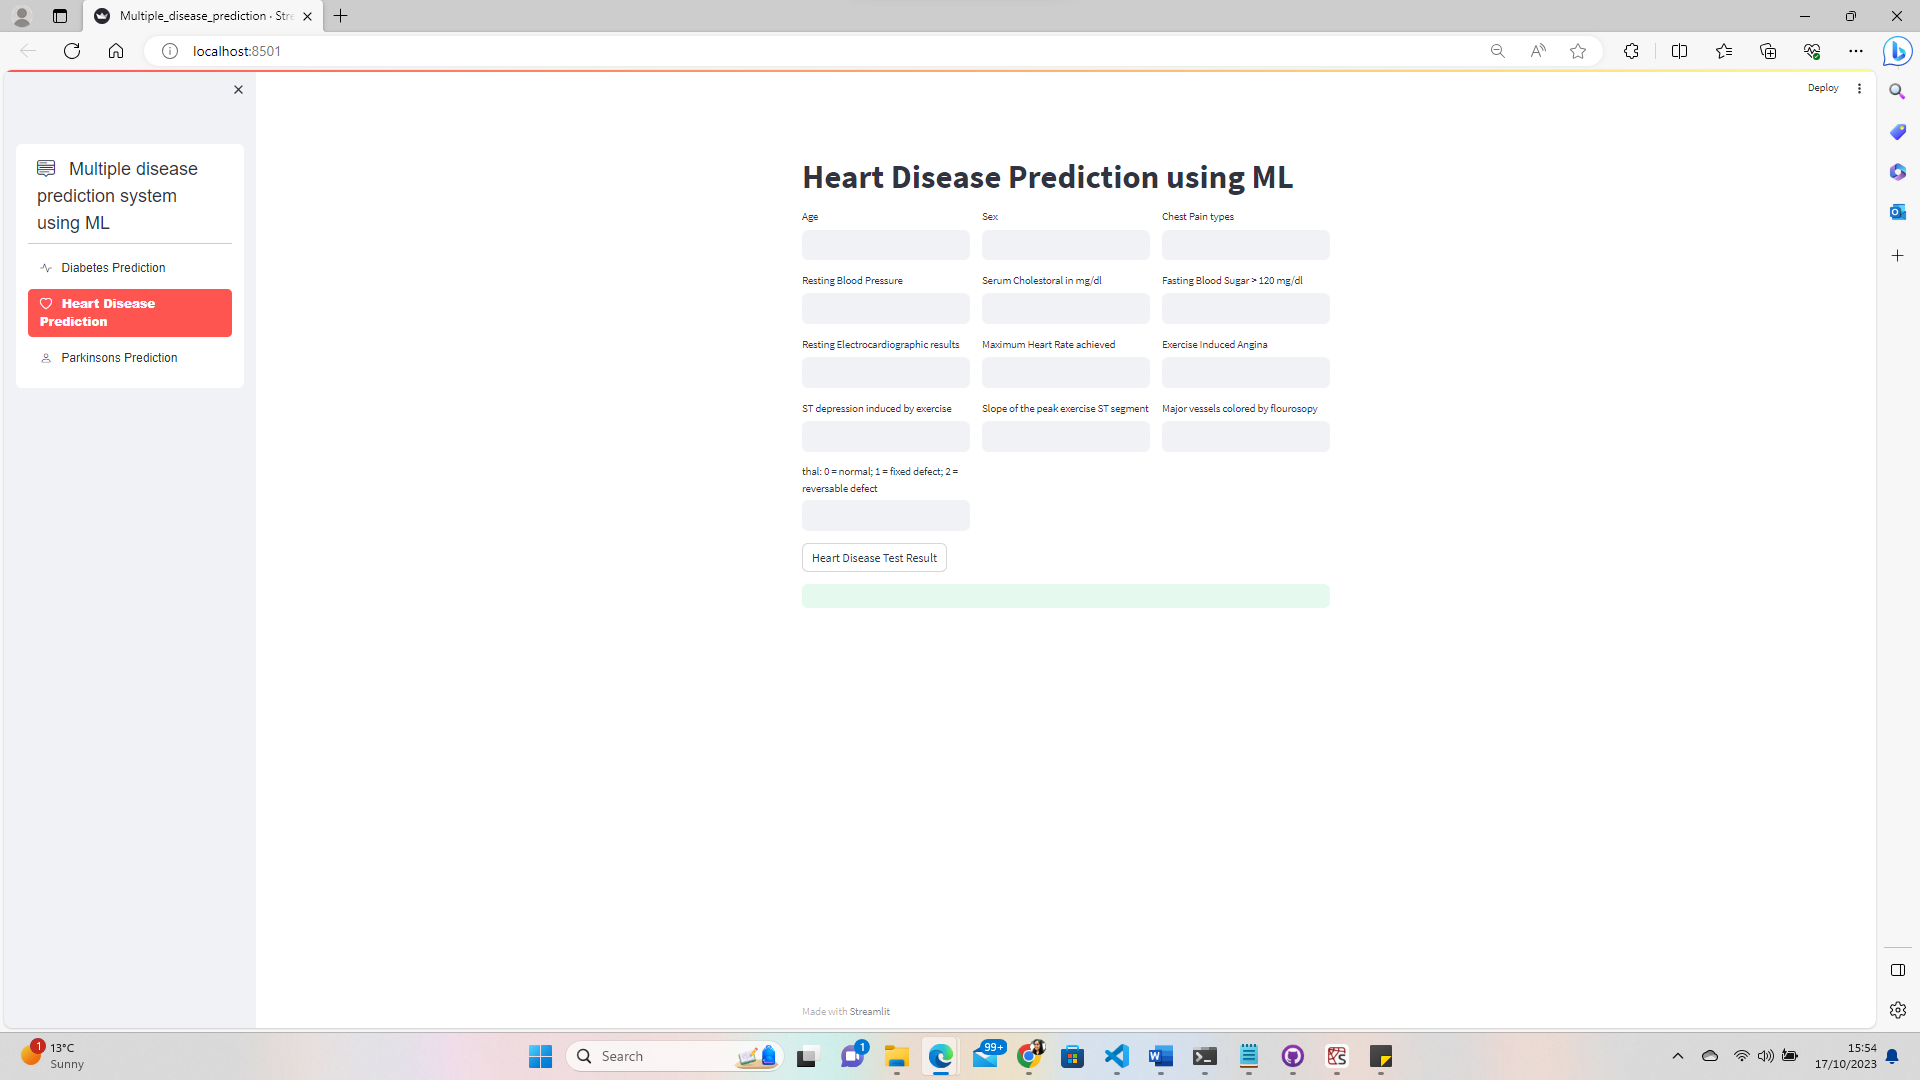 Multiple_disease_prediction · Stre
localhost:8501
Deploy
Multiple disease
prediction system
using ML
Diabetes Prediction
Heart Disease
Prediction
Parkinsons Prediction
Heart Disease Prediction using ML
Age Sex Chest Pain types
Resting Blood Pressure Serum Cholestoral in mg/dl Fasting Blood Sugar > 120 mg/dl
Resting Electrocardiographic results Maximum Heart Rate achieved Exercise Induced Angina
ST depression induced by exercise Slope of the peak exercise ST segment Major vessels colored by flourosopy
thal: 0 = normal; 1 = fixed defect; 2 =
reversable defect
Heart Disease Test Result
Made with Streamlit
1
13°C
Sunny
Search
1
99+
15:54
17/10/2023